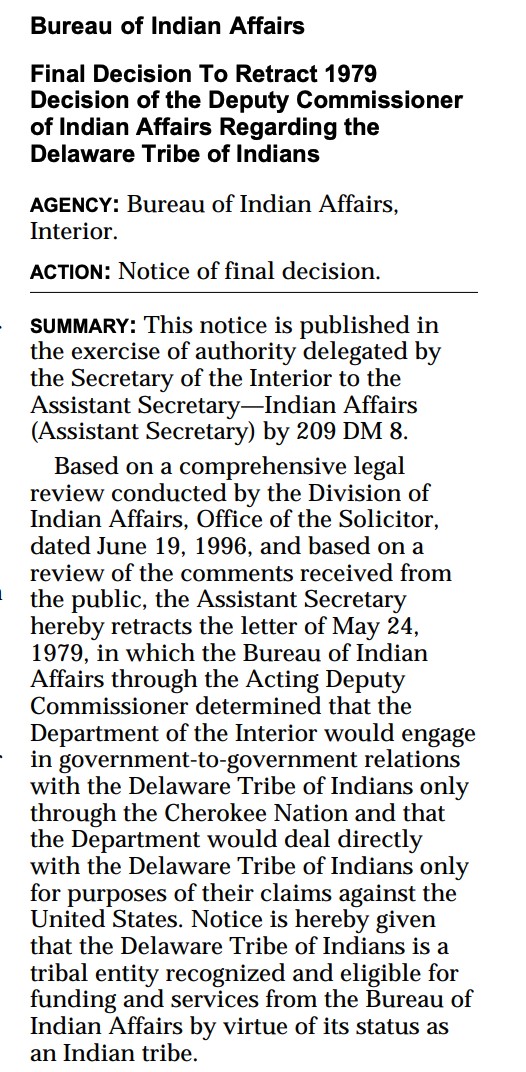 Bureau of Indian Affairs
Final Decision To Retract 1979
Decision of the Deputy Commissioner
of Indian Affairs Regarding the
Delaware Tribe of Indians
AGENCY: Bureau of Indian Affairs,
Interior.
ACTION: Notice of final decision.
SUMMARY: This notice is published in
the exercise of authority delegated by
the Secretary of the Interior to the
Assistant Secretary—Indian Affairs
(Assistant Secretary) by 209 DM 8.
Based on a comprehensive legal
review conducted by the Division of
Indian Affairs, Office of the Solicitor,
dated June 19, 1996, and based on a
review of the comments received from
the public, the Assistant Secretary
hereby retracts the letter of May 24,
1979, in which the Bureau of Indian
Affairs through the Acting Deputy
Commissioner determined that the
Department of the Interior would engage
in government-to-government relations
with the Delaware Tribe of Indians only
through the Cherokee Nation and that
the Department would deal directly
with the Delaware Tribe of Indians only
for purposes of their claims against the
United States. Notice is hereby given
that the Delaware Tribe of Indians is a
tribal entity recognized and eligible for
funding and services from the Bureau of
Indian Affairs by virtue of its status as
an Indian tribe.